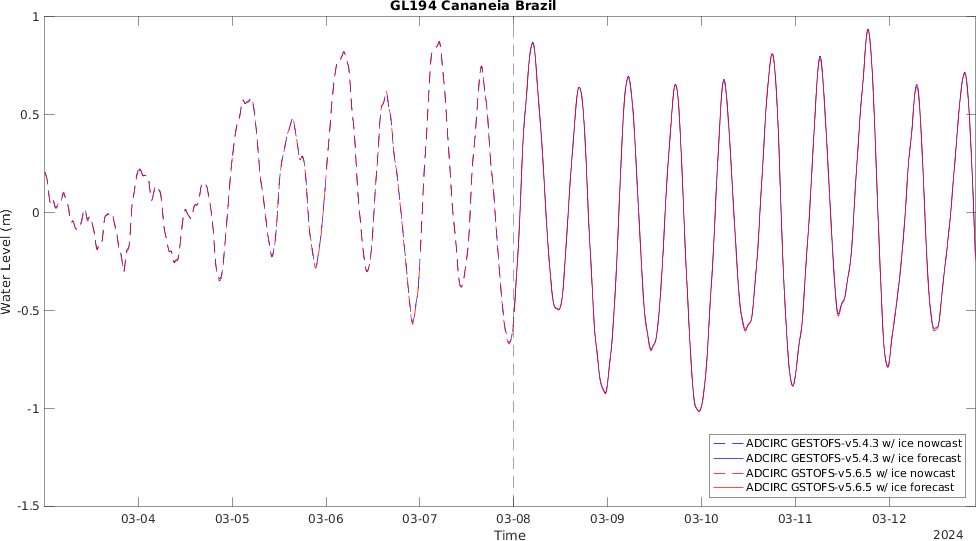 GL194 Cananeia Brazil
1
0.5
0
-0.5
-1
-1.5
Water Level (m)
03-04
03-05
03-06
03-07
03-08
03-09
03-10
03-11
03-12
Time
2024
ADCIRC GESTOFS-v5.4.3 w/ ice nowcast
ADCIRC GESTOFS-v5.4.3 w/ ice forecast
ADCIRC GSTOFS-v5.6.5 w/ ice nowcast
ADCIRC GSTOFS-v5.6.5 w/ ice forecast